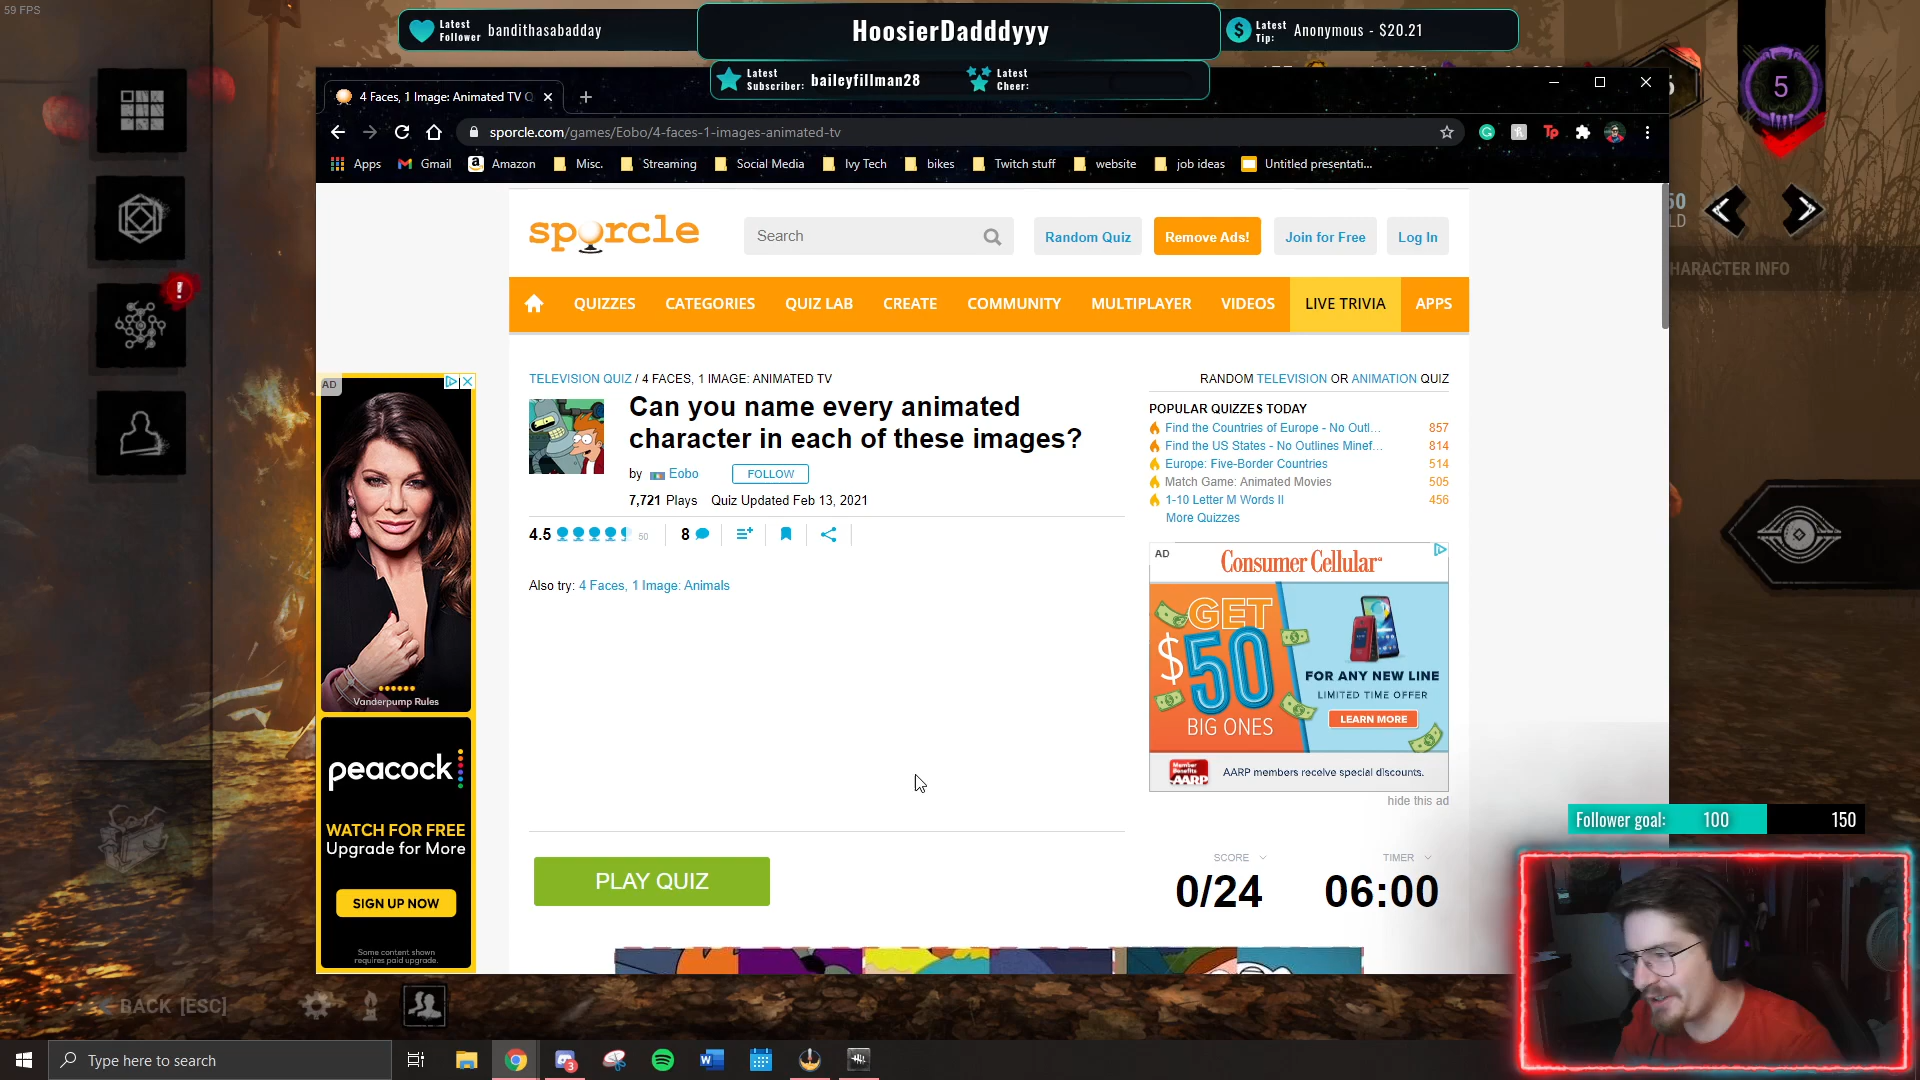 59 FPS
Latest Follower bandithasabadday
HoosierDadddyyy
Latest Tip: Anonymous - $20.21
Latest Subscriber: baileyfillman28
Latest Cheer:
5
4 Faces, 1 Image: Animated TV Q
sporcle.com/games/Eobo/4-faces-1-images-animated-tv
Apps Gmail Amazon Misc. Streaming Social Media Ivy Tech bikes Twitch stuff website job ideas Untitled presentati...
sporcle
Search
Random Quiz
Remove Ads!
Join for Free
Log In
QUIZZES CATEGORIES QUIZ LAB CREATE COMMUNITY MULTIPLAYER VIDEOS LIVE TRIVIA APPS
HARACTER INFO
TELEVISION QUIZ / 4 FACES, 1 IMAGE: ANIMATED TV
Can you name every animated
character in each of these images?
by Eobo
FOLLOW
7,721 Plays Quiz Updated Feb 13, 2021
4.5 50 8
Also try: 4 Faces, 1 Image: Animals
RANDOM TELEVISION OR ANIMATION QUIZ
POPULAR QUIZZES TODAY
Find the Countries of Europe - No Outl... 857
Find the US States - No Outlines Minef... 814
Europe: Five-Border Countries 514
Match Game: Animated Movies 505
1-10 Letter M Words II 456
More Quizzes
AD
Vanderpump Rules
peacock
WATCH FOR FREE
Upgrade for More
SIGN UP NOW
Some content shown
requires paid upgrade.
AD
Consumer Cellular
GET
$50
BIG ONES
FOR ANY NEW LINE
LIMITED TIME OFFER
LEARN MORE
Member Benefits AARP
AARP members receive special discounts.
hide this ad
PLAY QUIZ
SCORE
0/24
TIMER
06:00
Follower goal: 100 150
BACK [ESC]
Type here to search